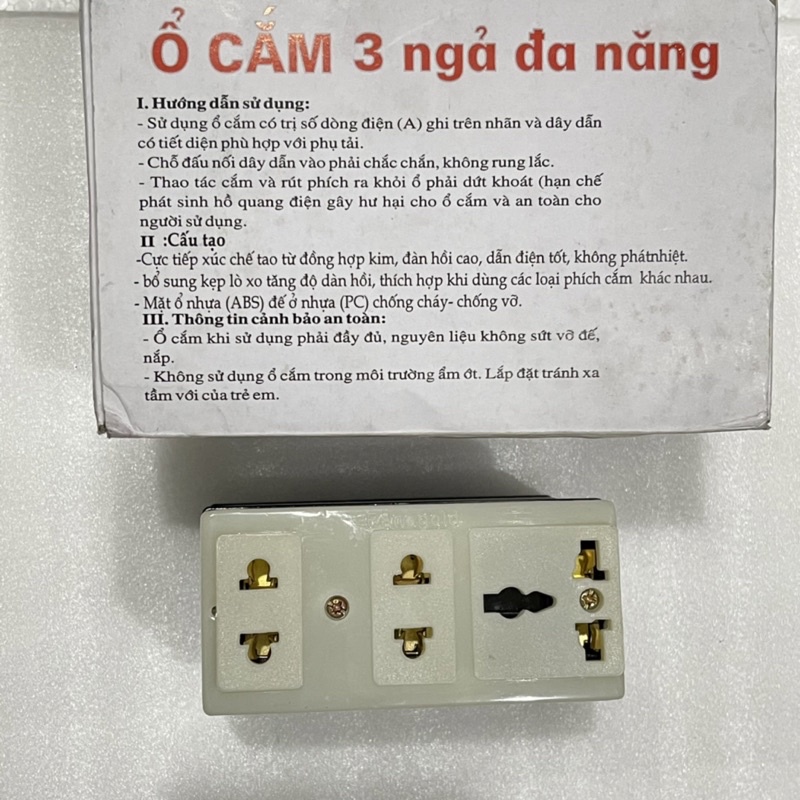 Ổ CẮM 3 ngả đa năng
I. Hướng dẫn sử dụng:
- Sử dụng ổ cắm có trị số dòng điện (A) ghi trên nhãn và dây dẫn
có tiết diện phù hợp với phụ tải.
- Chỗ đấu nối dây dẫn vào phải chắc chắn, không rung lắc.
- Thao tác cắm và rút phích ra khỏi ổ phải dứt khoát (hạn chế
phát sinh hồ quang điện gây hư hại cho ổ cắm và an toàn cho
người sử dụng.
II :Cấu tạo
-Cực tiếp xúc chế tạo từ đồng hợp kim, đàn hồi cao, dẫn điện tốt, không phátnhiệt.
- bổ sung kẹp lò xo tăng độ dàn hồi, thích hợp khi dùng các loại phích cắm khác nhau.
- Mặt ổ nhựa (ABS) đế ở nhựa (PC) chống cháy- chống vỡ.
III. Thông tin cảnh bảo an toàn:
- Ổ cắm khi sử dụng phải đầy đủ, nguyên liệu không sứt vỡ đế,
nắp.
- Không sử dụng ổ cắm trong môi trường ẩm ớt. Lắp đặt tránh xa
tầm với của trẻ em.